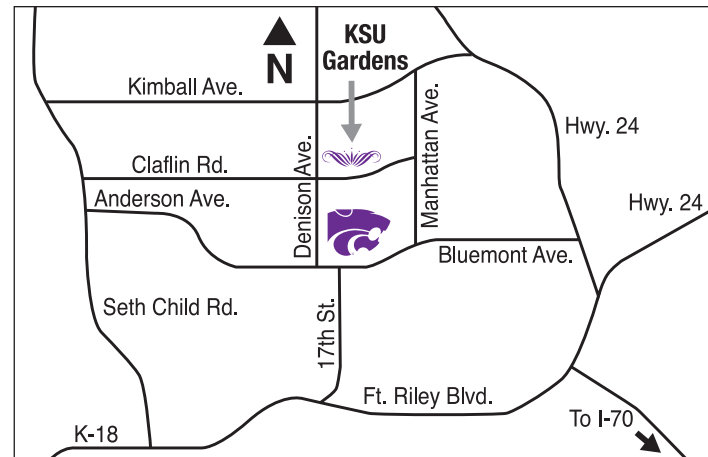 KSU
Gardens
N
Kimball Ave.
Manhattan Ave.
Hwy. 24
Denison Ave.
Claflin Rd.
Anderson Ave.
Hwy. 24
Bluemont Ave.
Seth Child Rd.
17th St.
Ft. Riley Blvd.
To I-70
K-18